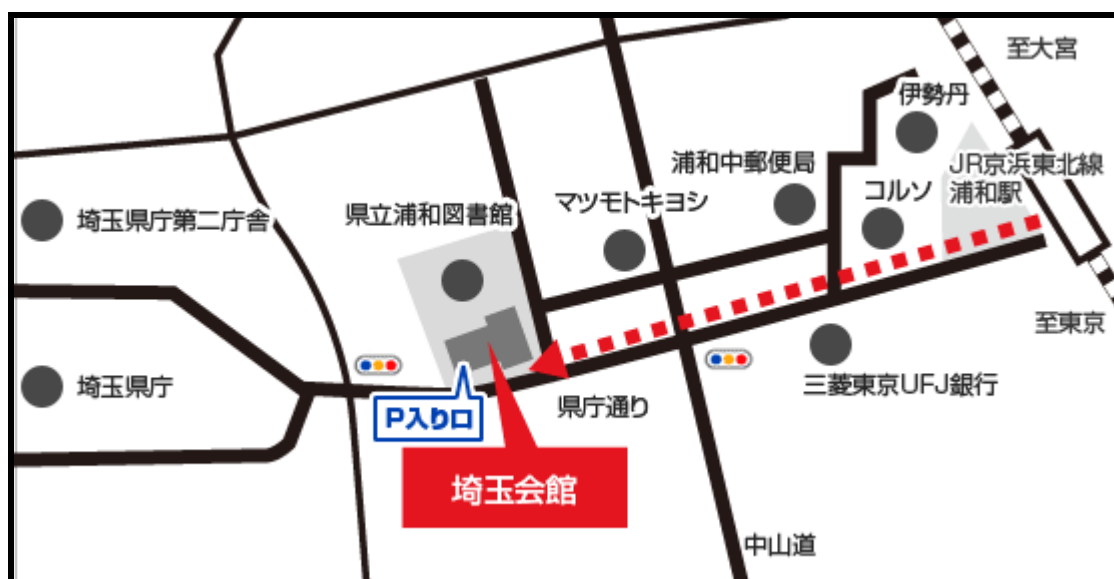 至大宮
伊勢丹
浦和中郵便局
JR京浜東北線
浦和駅
コルソ
マツモトキヨシ
県立浦和図書館
埼玉県庁第二庁舎
至東京
埼玉県庁
三菱東京UFJ銀行
県庁通り
P入り口
埼玉会館
中山道